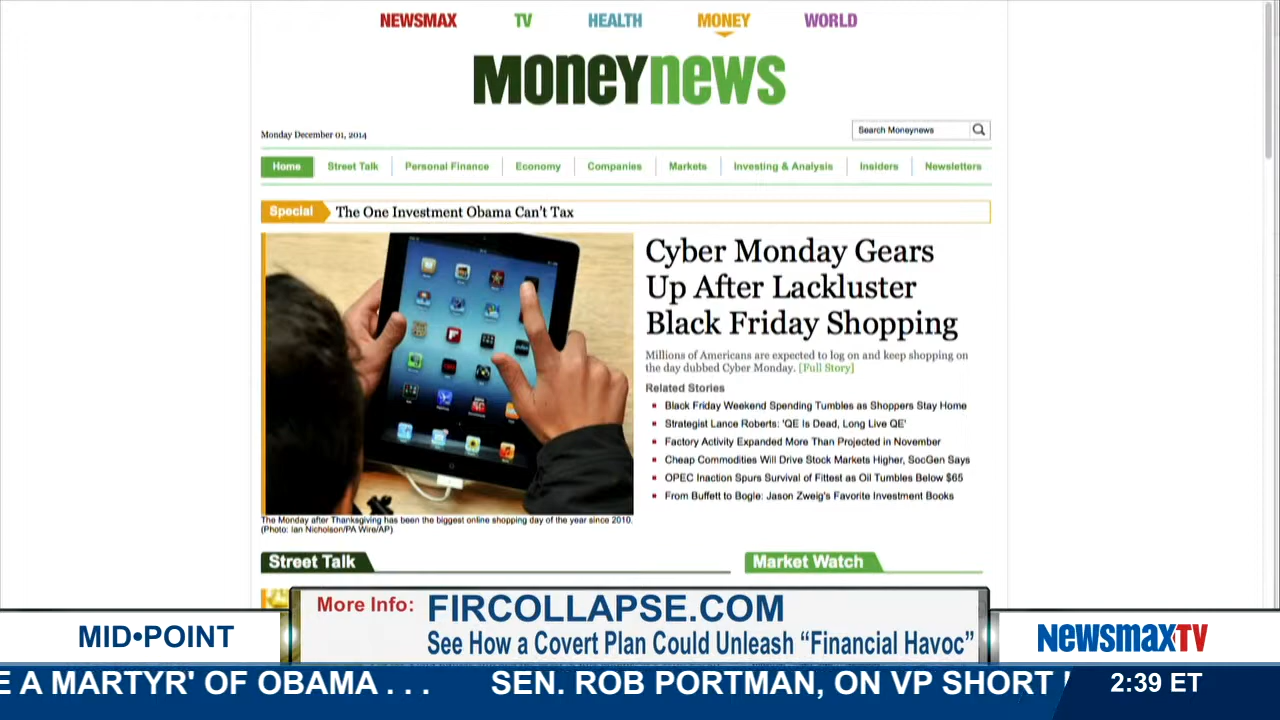 NEWSMAX TV HEALTH MONEY WORLD
MONEYNEWS
Monday December 01, 2014
Search Moneynews
Home Street Talk Personal Finance Economy Companies Markets Investing & Analysis Insiders Newsletters
Special The One Investment Obama Can't Tax
Cyber Monday Gears
Up After Lackluster
Black Friday Shopping
Millions of Americans are expected to log on and keep shopping on
the day dubbed Cyber Monday. [Full Story]
Related Stories
Black Friday Weekend Spending Tumbles as Shoppers Stay Home
Strategist Lance Roberts: 'QE Is Dead, Long Live QE'
Factory Activity Expanded More Than Projected in November
Cheap Commodities Will Drive Stock Markets Higher, SocGen Says
OPEC Inaction Spurs Survival of Fittest as Oil Tumbles Below $65
From Buffett to Bogle: Jason Zweig's Favorite Investment Books
The Monday after Thanksgiving has been the biggest online shopping day of the year since 2010.
(Photo: Ian Nicholson/PA Wire/AP)
Street Talk
Market Watch
More Info: FIRCOLLAPSE.COM
See How a Covert Plan Could Unleash “Financial Havoc”
MID•POINT
NEWSMAXTV
E A MARTYR' OF OBAMA . . . SEN. ROB PORTMAN, ON VP SHORT
2:39 ET